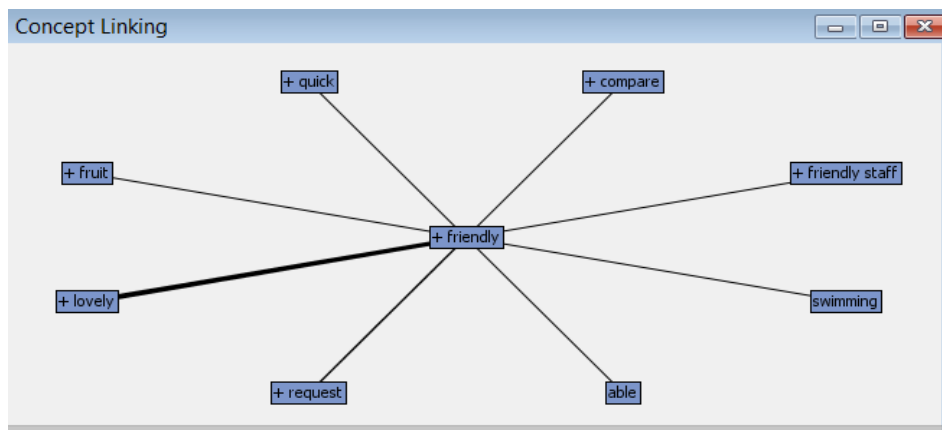 Concept Linking
+ quick
+ compare
+ fruit
+ friendly staff
+ friendly
+ lovely
swimming
+ request
able